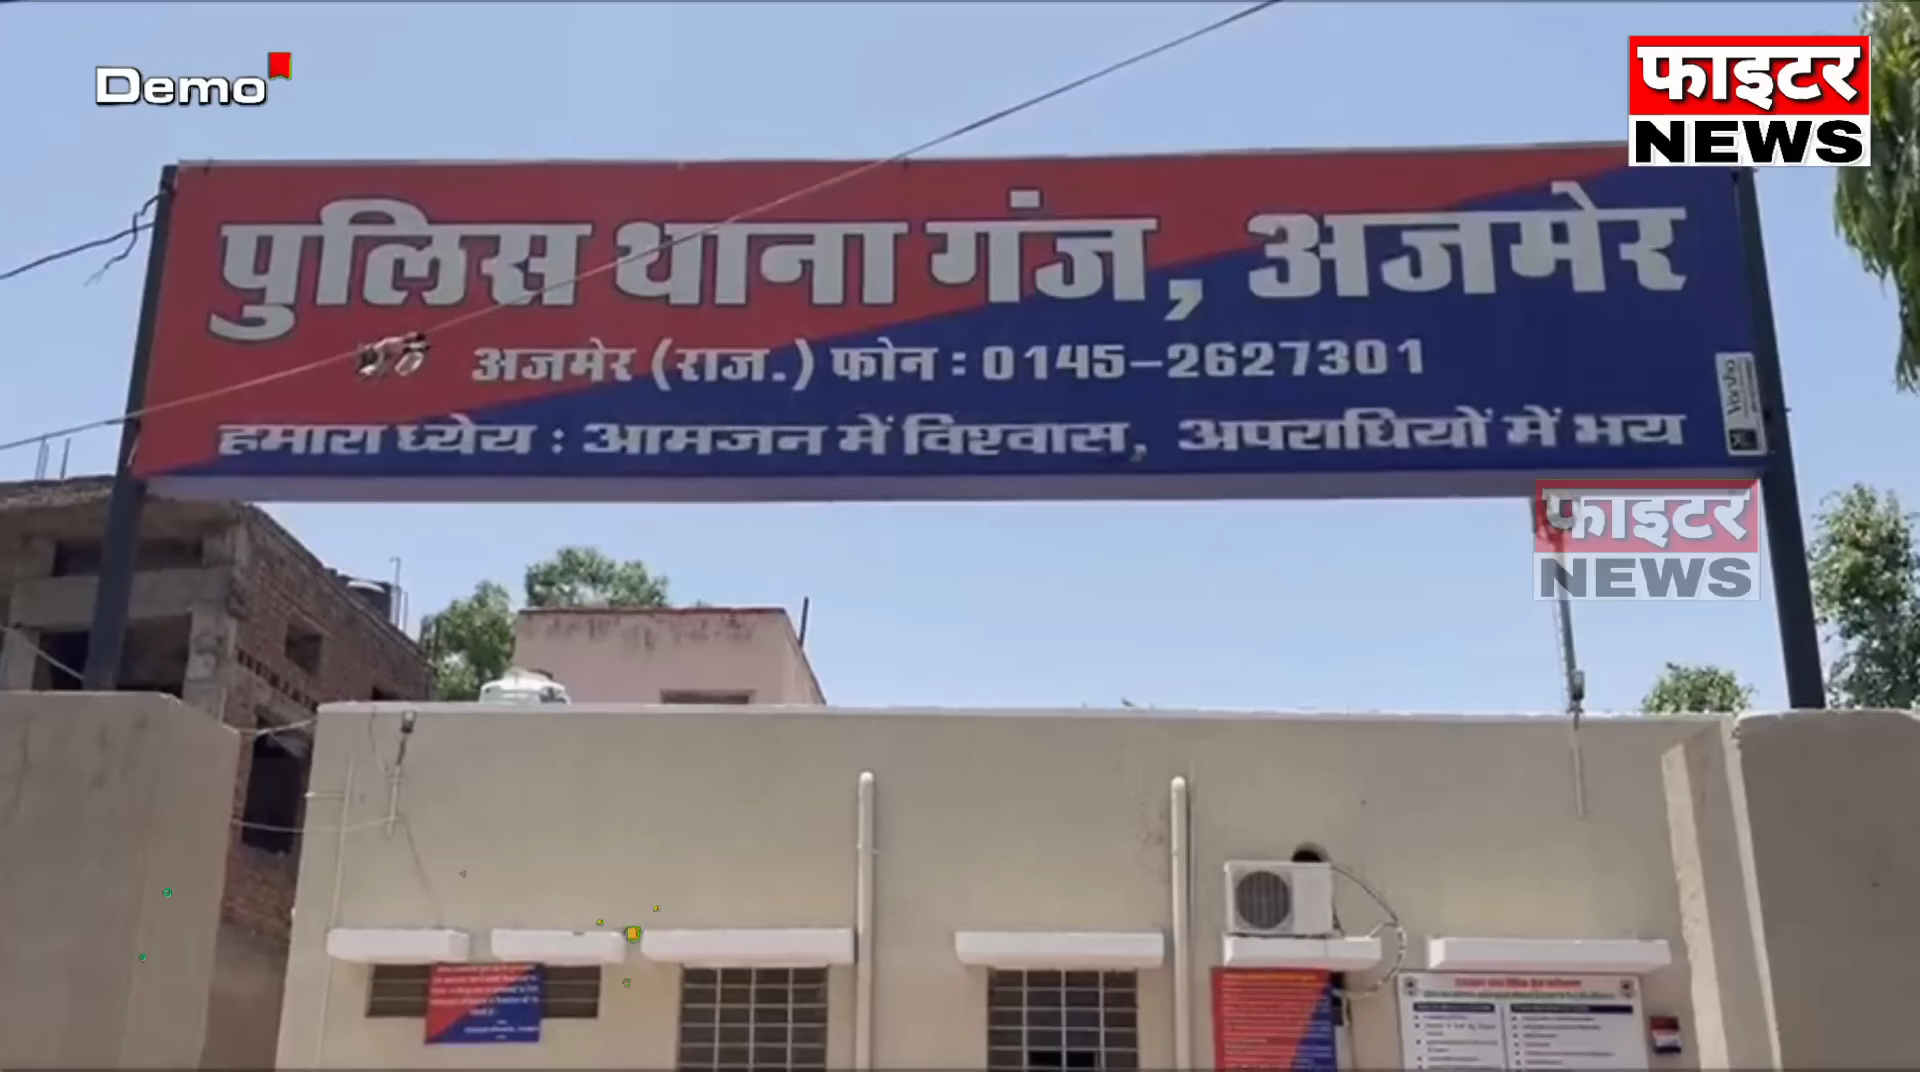 Demo
फाइटर
NEWS
पुलिस थाना गंज, अजमेर
अजमेर (राज.) फोन : 0145-2627301
हमारा ध्येय : आमजन में विश्वास, अपराधियों में भय
फाइटर
NEWS